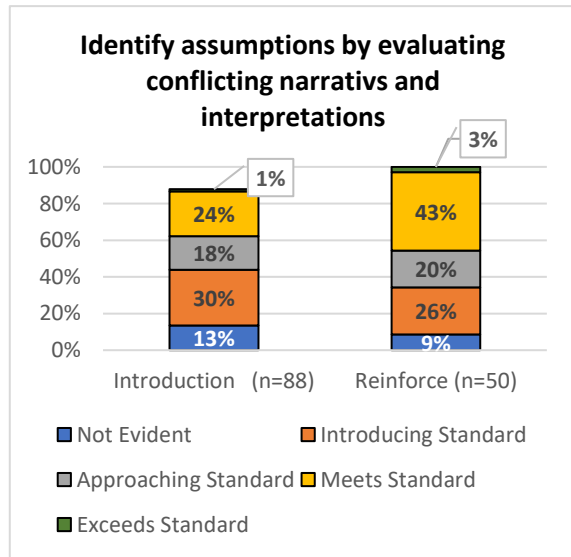 Identify assumptions by evaluating
conflicting narrativs and
interpretations
100%
80%
60%
40%
20%
0%
1%
24%
18%
30%
13%
3%
43%
20%
26%
9%
Introduction (n=88)
Reinforce (n=50)
Not Evident
Introducing Standard
Approaching Standard
Meets Standard
Exceeds Standard